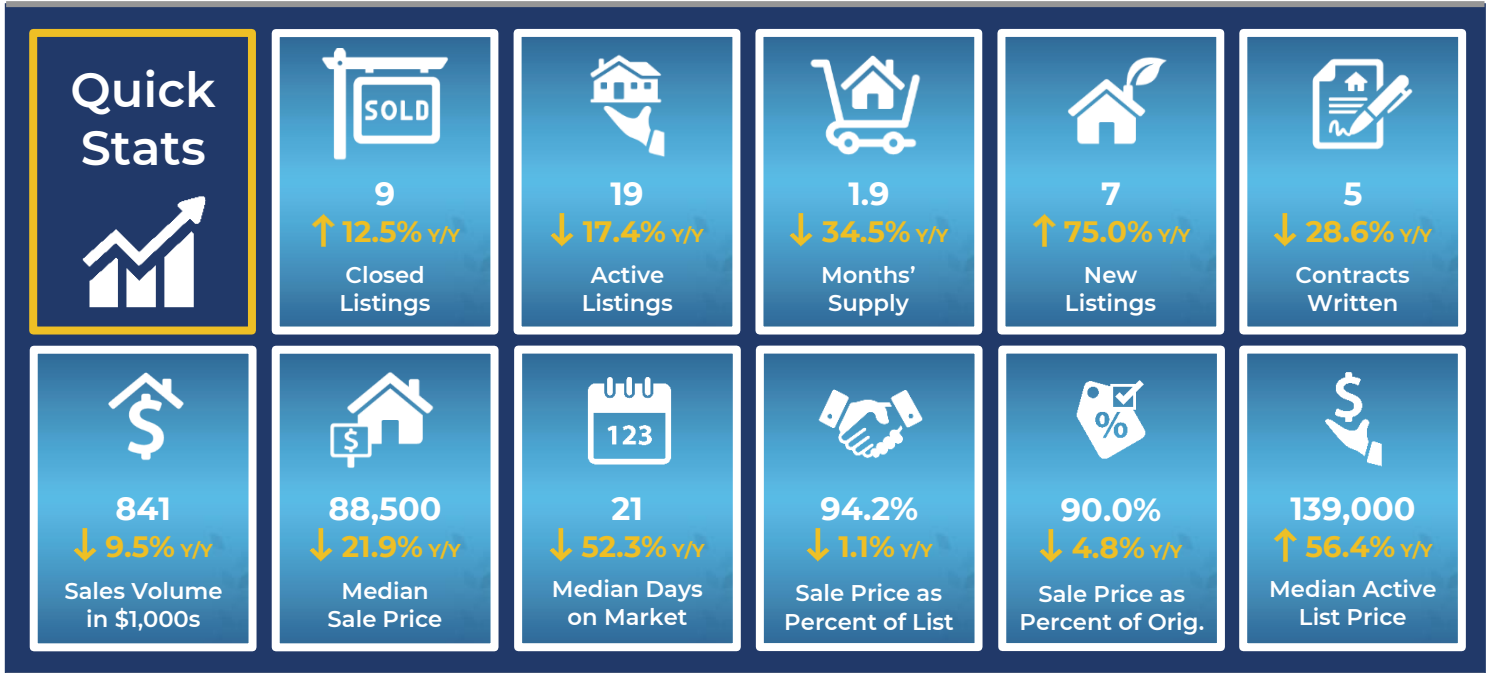 Quick
Stats
SOLD
9
↑ 12.5% Y/Y
Closed
Listings
19
↓ 17.4% Y/Y
Active
Listings
1.9
↓ 34.5% Y/Y
Months’
Supply
7
↑ 75.0% Y/Y
New
Listings
5
↓ 28.6% Y/Y
Contracts
Written
$
841
↓ 9.5% Y/Y
Sales Volume
in $1,000s
$
88,500
↓ 21.9% Y/Y
Median
Sale Price
123
21
↓ 52.3% Y/Y
Median Days
on Market
94.2%
↓ 1.1% Y/Y
Sale Price as
Percent of List
%
90.0%
↓ 4.8% Y/Y
Sale Price as
Percent of Orig.
$
139,000
↑ 56.4% Y/Y
Median Active
List Price